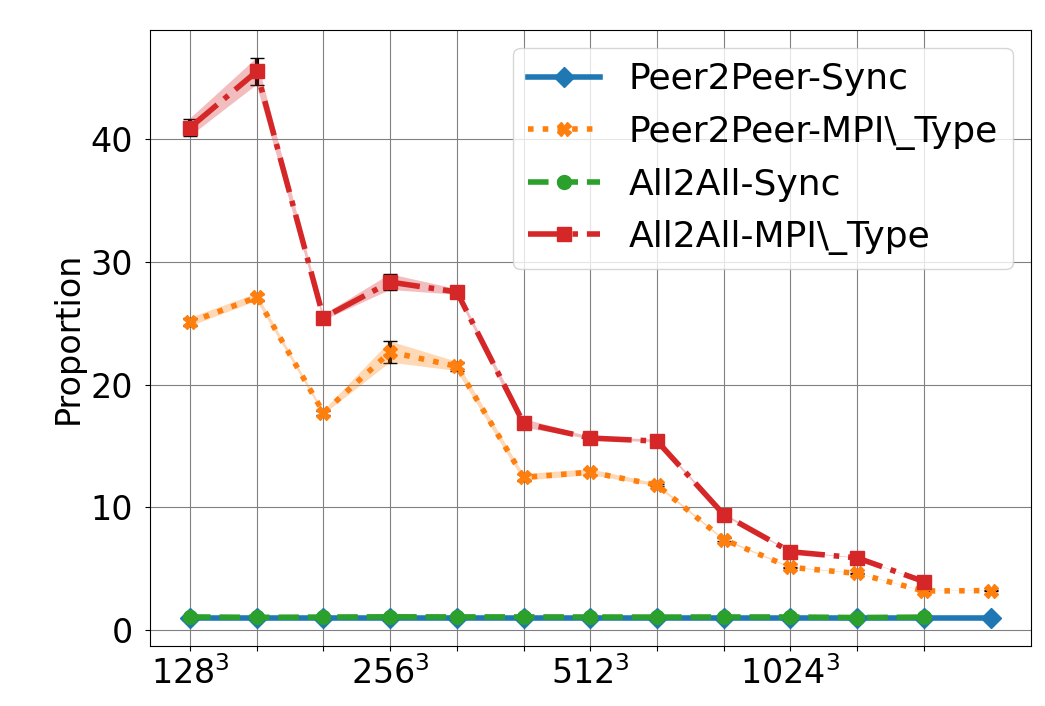 Peer2Peer-Sync
Peer2Peer-MPI\_Type
All2All-Sync
All2All-MPI\_Type
Proportion
40
30
20
10
0
128³ 256³ 512³ 1024³